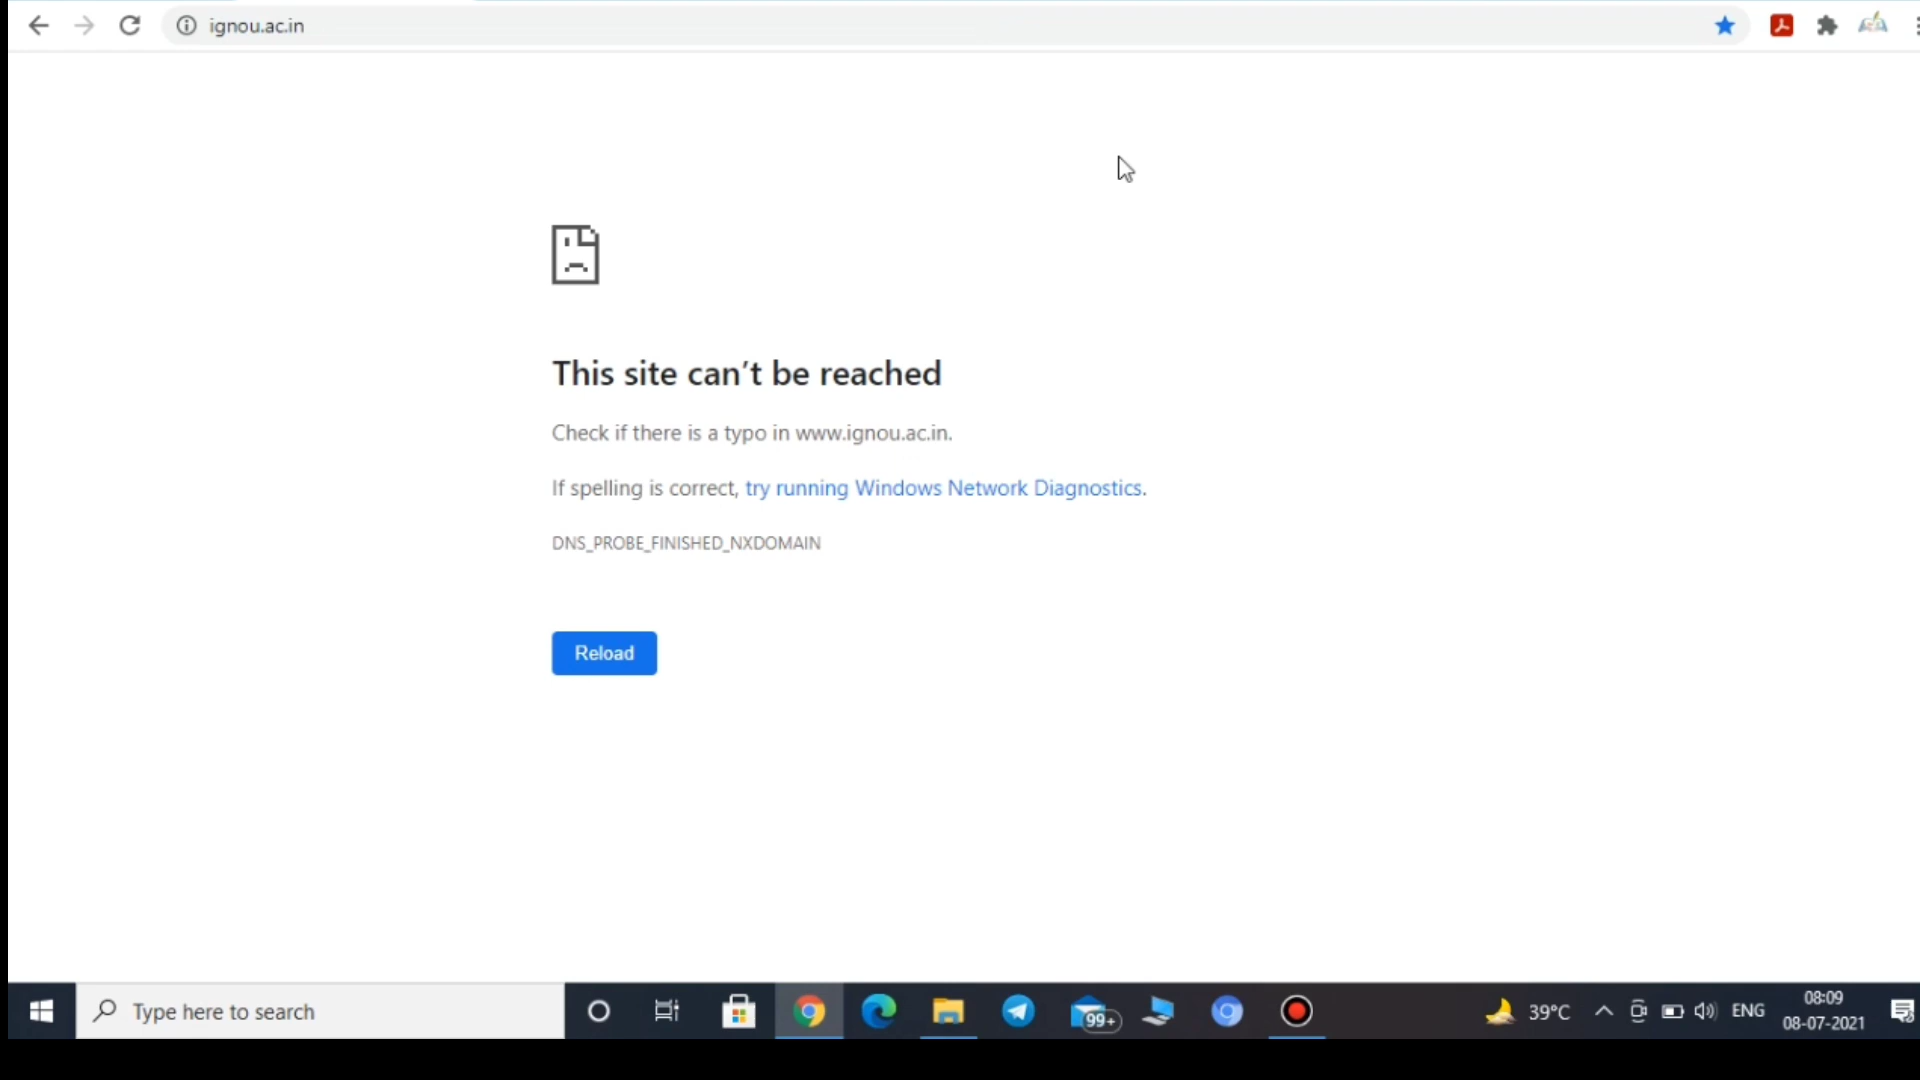 ignou.ac.in
This site can't be reached
Check if there is a typo in www.ignou.ac.in.
If spelling is correct, try running Windows Network Diagnostics.
DNS_PROBE_FINISHED_NXDOMAIN
Reload
Type here to search
99+
39°C
ENG
08:09
08-07-2021